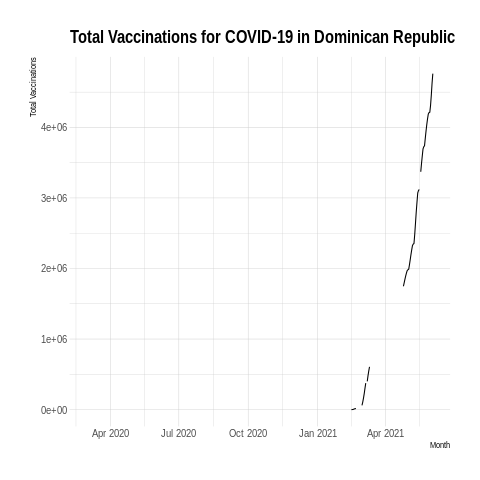 Total Vaccinations for COVID-19 in Dominican Republic
Total Vaccinations
4e+06
3e+06
2e+06
1e+06
0e+00
Apr 2020 Jul 2020 Oct 2020 Jan 2021 Apr 2021
Month